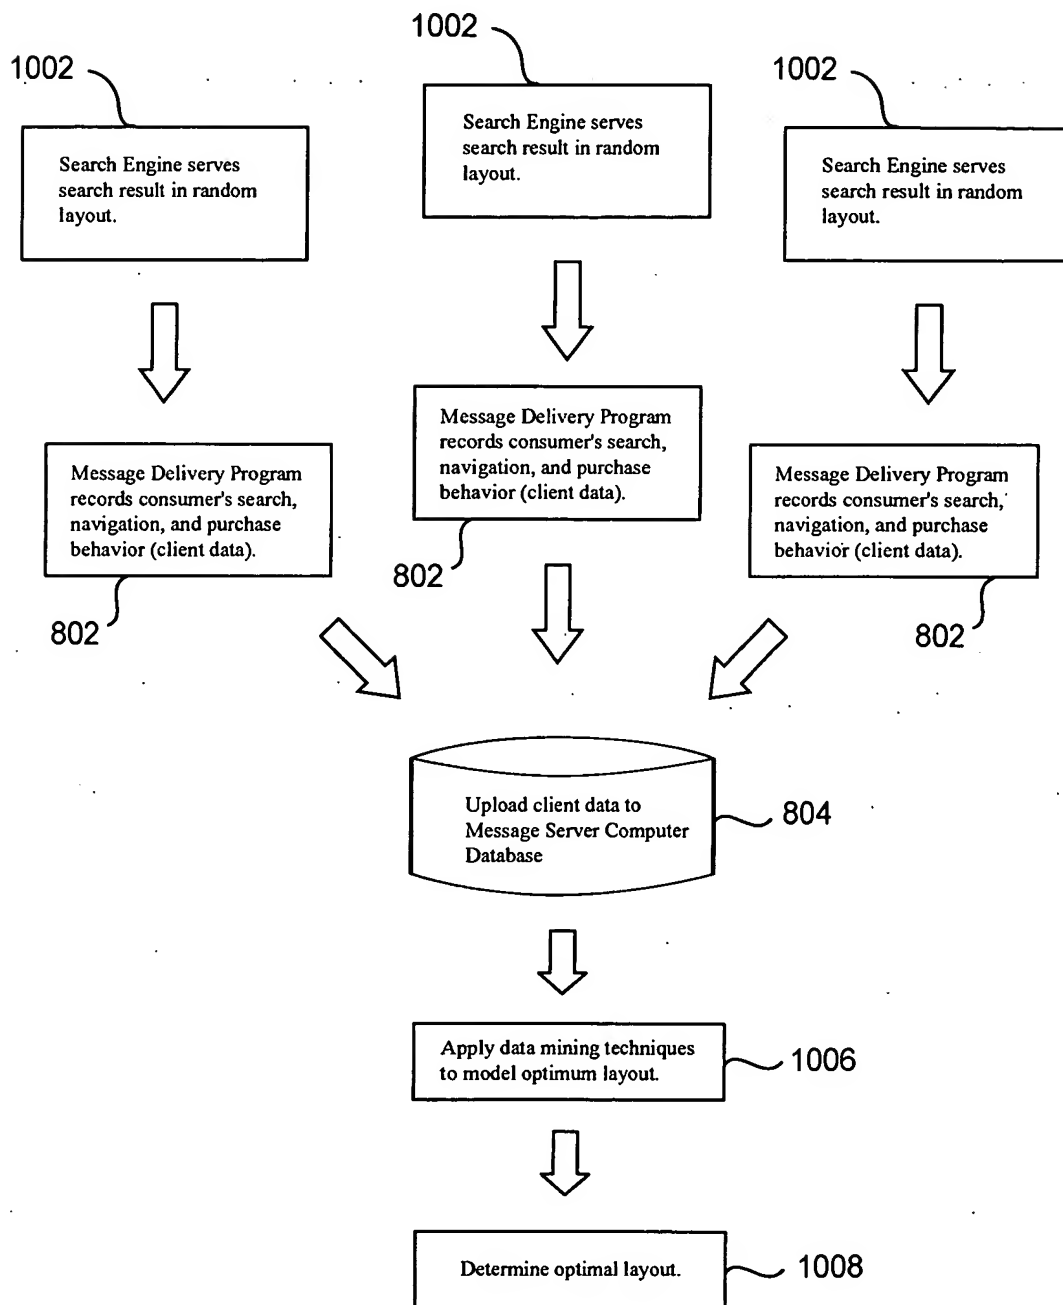 1002
1002
1002
Search Engine serves
search result in random
layout.
Search Engine serves
search result in random
layout.
Search Engine serves
search result in random
layout.
Message Delivery Program
records consumer's search,
navigation, and purchase
behavior (client data).
802
Message Delivery Program
records consumer's search,
navigation, and purchase
behavior (client data).
802
Message Delivery Program
records consumer's search,
navigation, and purchase
behavior (client data).
802
Upload client data to
Message Server Computer
Database
804
Apply data mining techniques
to model optimum layout.
1006
Determine optimal layout.
1008